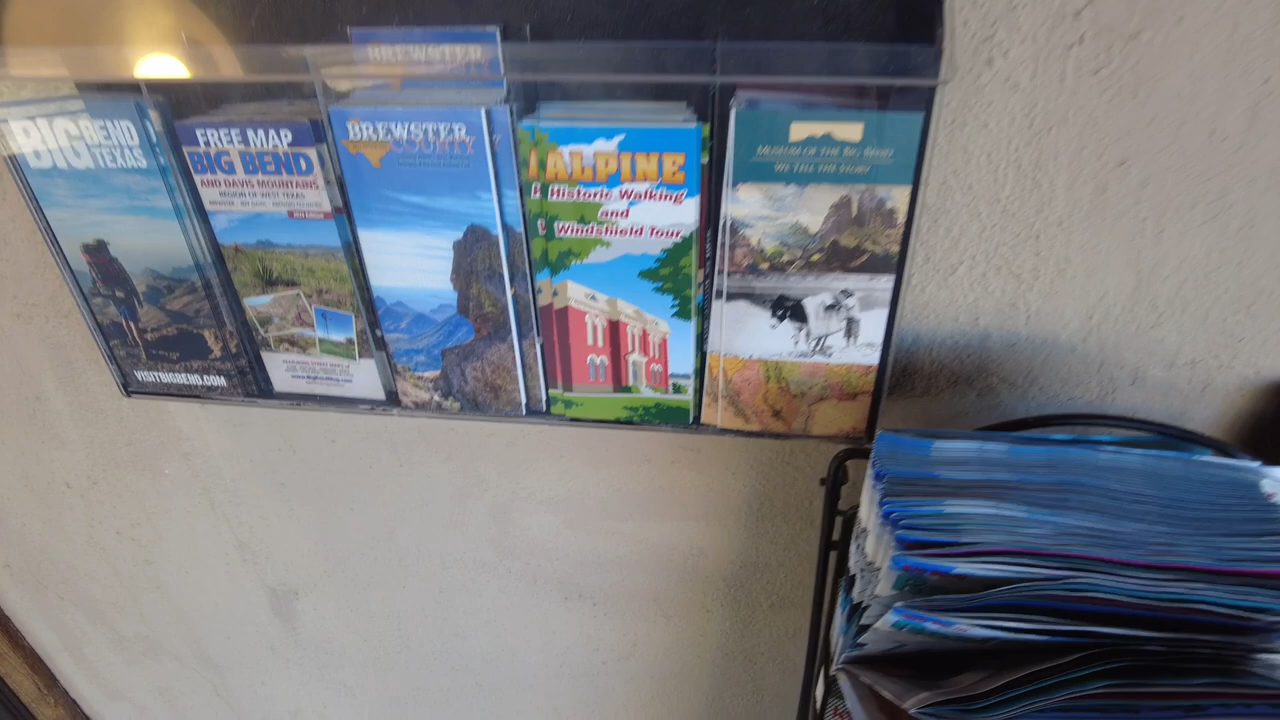 BIG BEND
TEXAS
VISITBIGBEND.COM
FREE MAP
BIG BEND
AND DAVIS MOUNTAINS
REGION OF WEST TEXAS
BREWSTER
BREWSTER
COUNTY
ALPINE
Historic Walking
and
Windshield Tour
MUSEUM OF THE BIG BEND
WE TELL THE STORY